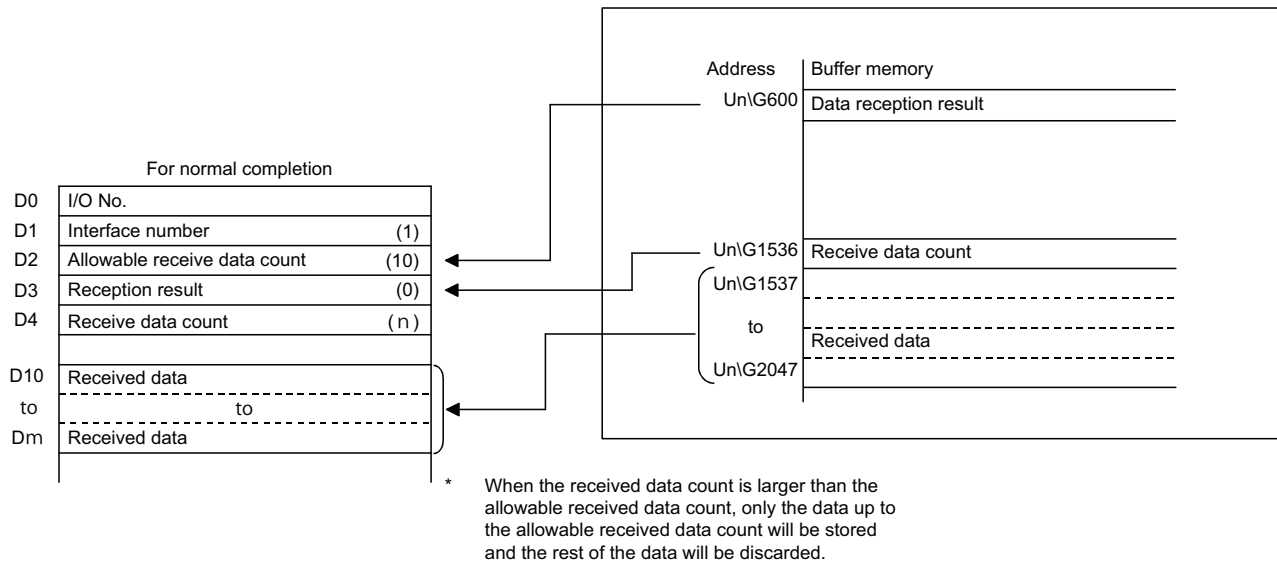 Address Buffer memory
Un\G600 Data reception result
For normal completion
D0 I/O No.
D1 Interface number (1)
D2 Allowable receive data count (10)
D3 Reception result (0)
D4 Receive data count (n)
D10 Received data
to to
Dm Received data
Un\G1536 Receive data count
Un\G1537
to
Received data
Un\G2047
* When the received data count is larger than the
allowable received data count, only the data up to
the allowable received data count will be stored
and the rest of the data will be discarded.